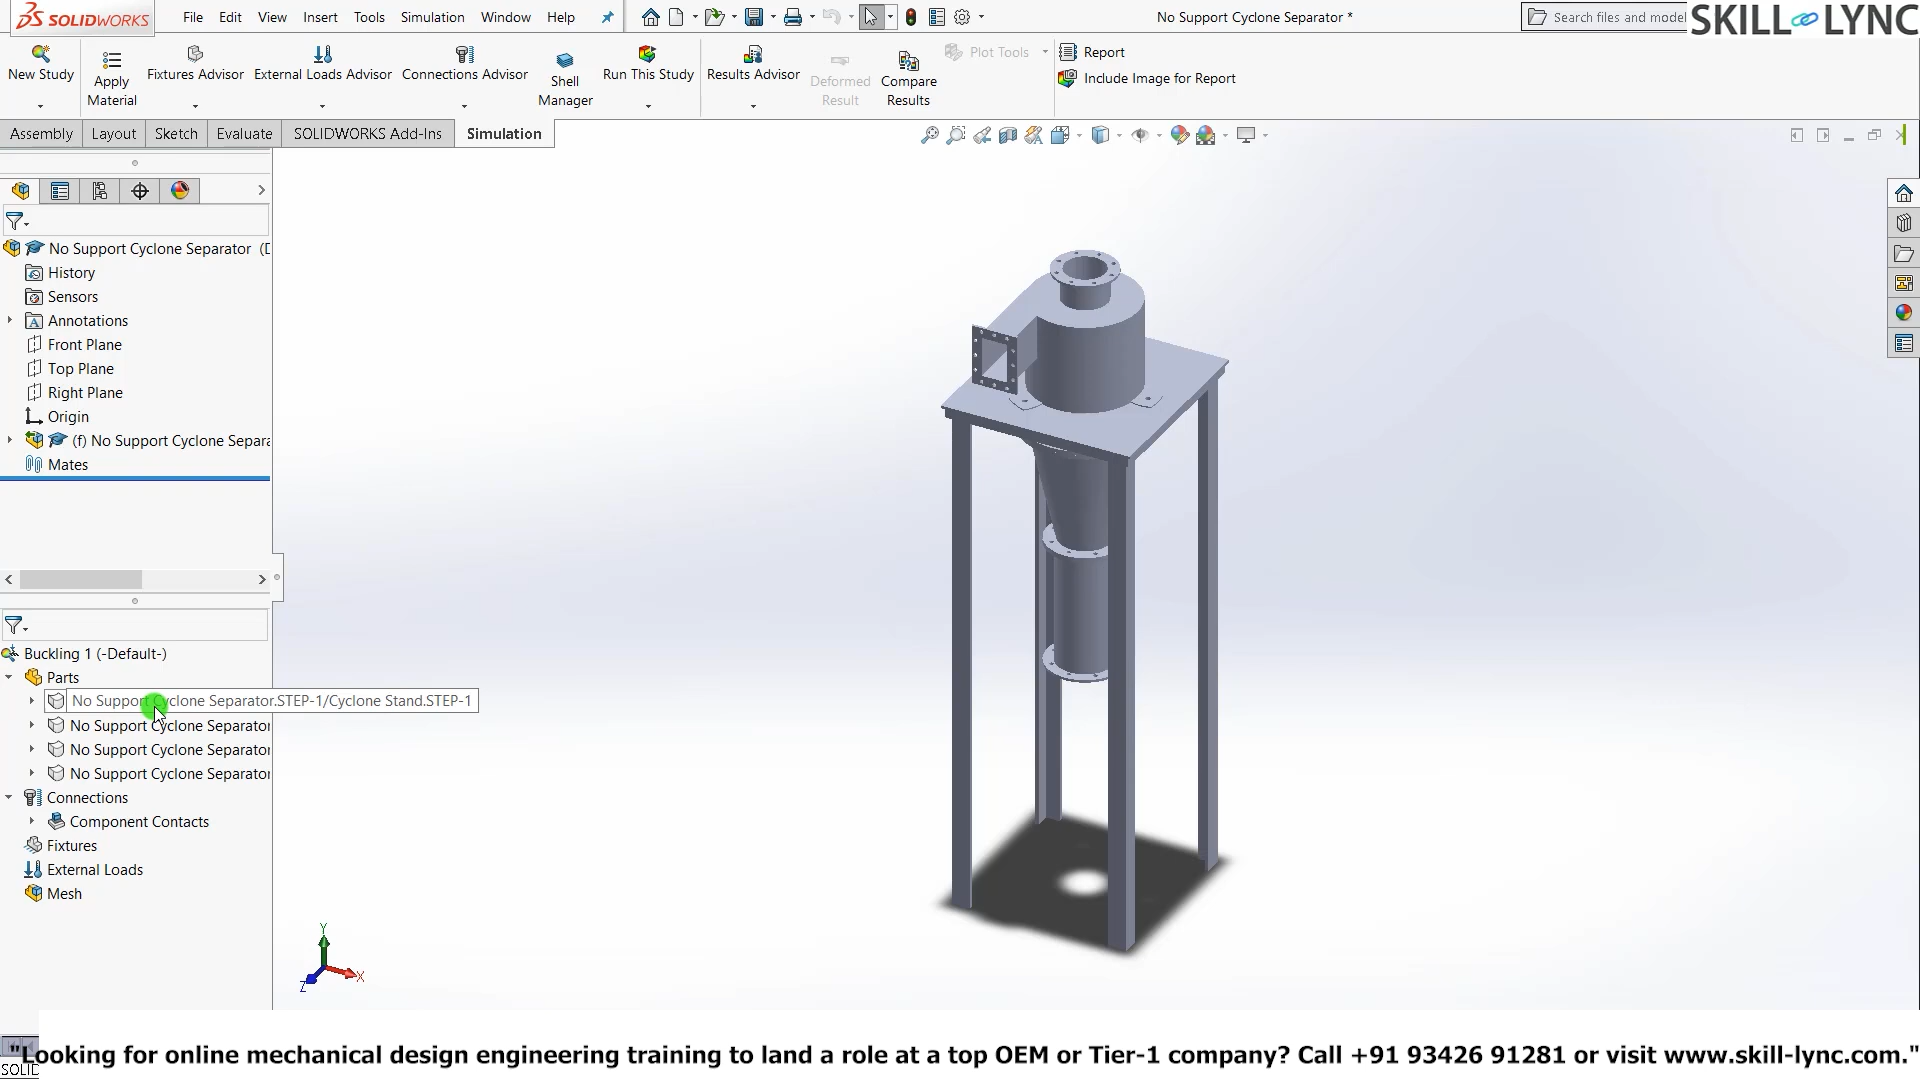 SOLIDWORKS
File Edit View Insert Tools Simulation Window Help
No Support Cyclone Separator *
Search files and model
SKILL LYNC
New Study
Apply Material
Fixtures Advisor
External Loads Advisor
Connections Advisor
Shell Manager
Run This Study
Results Advisor
Deformed Result
Compare Results
Plot Tools
Report
Include Image for Report
Assembly Layout Sketch Evaluate SOLIDWORKS Add-Ins Simulation
No Support Cyclone Separator (D
History
Sensors
Annotations
Front Plane
Top Plane
Right Plane
Origin
(f) No Support Cyclone Separa
Mates
Buckling 1 (-Default-)
Parts
No Support Cyclone Separator.STEP-1/Cyclone Stand.STEP-1
No Support Cyclone Separator
No Support Cyclone Separator
No Support Cyclone Separator
Connections
Component Contacts
Fixtures
External Loads
Mesh
Y
X
Z
Looking for online mechanical design engineering training to land a role at a top OEM or Tier-1 company? Call +91 93426 91281 or visit www.skill-lync.com."
SOLID